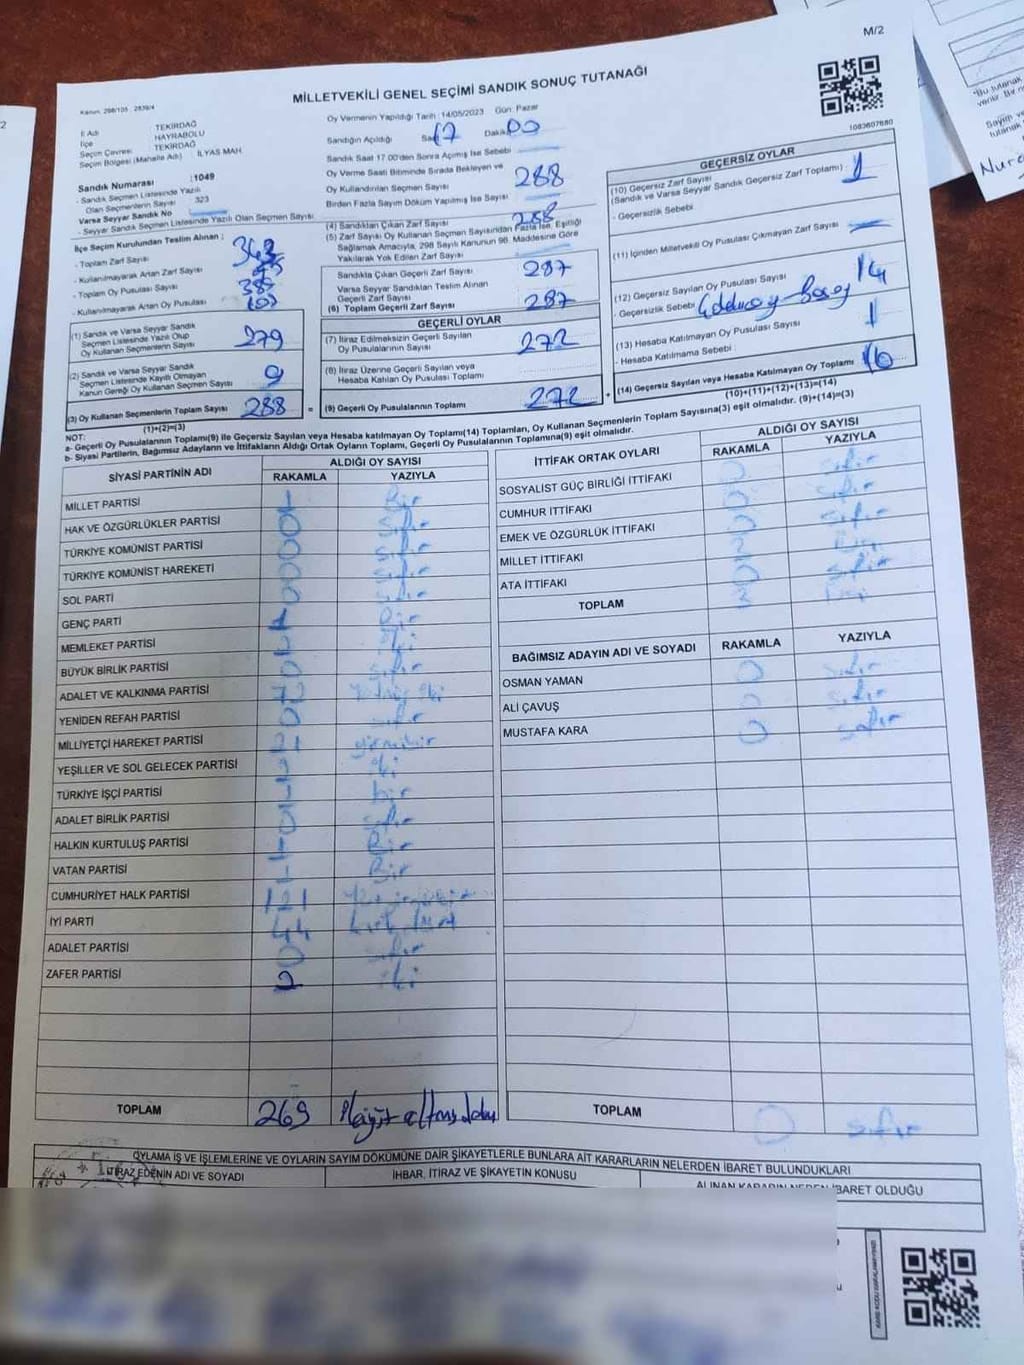 M/2
MİLLETVEKİLİ GENEL SEÇİMİ SANDIK SONUÇ TUTANAĞI
Kanun: 298/105 2839/4
İl Adı TEKİRDAĞ
İlçe HAYRABOLU
Seçim Çevresi TEKİRDAĞ
Seçim Bölgesi (Mahalle Adı) İLYAS MAH.
Sandık Numarası :1049
- Sandık Seçmen Listesinde Yazılı
Olan Seçmenlerin Sayısı 323
Varsa Seyyar Sandık No
- Seyyar Sandık Seçmen Listesinde Yazılı Olan Seçmen Sayısı
İlçe Seçim Kurulundan Teslim Alınan :
- Toplam Zarf Sayısı
- Kullanılmayarak Artan Zarf Sayısı
- Toplam Oy Pusulası Sayısı
- Kullanılmayarak Artan Oy Pusulası
(1) Sandık ve Varsa Seyyar Sandık
Seçmen Listesinde Yazılı Olup
Oy Kullanan Seçmenlerin Sayısı 279
(2) Sandık ve Varsa Seyyar Sandık
Seçmen Listesinde Kayıtlı Olmayan
Kanun Gereği Oy Kullanan Seçmen Sayısı 9
(3) Oy Kullanan Seçmenlerin Toplam Sayısı 288 =
(1)+(2)=(3)
Oy Vermenin Yapıldığı Tarih : 14/05/2023 Gün: Pazar
Sandığın Açıldığı Saat 17 Dakika 00
Sandık Saat 17.00'den Sonra Açılmış İse Sebebi
Oy Verme Saati Bitiminde Sırada Bekleyen ve
Oy Kullandırılan Seçmen Sayısı 288
Birden Fazla Sayım Dökümü Yapılmış İse Sayısı
(4) Sandıktan Çıkan Zarf Sayısı 288
(5) Zarf Sayısı Oy Kullanan Seçmen Sayısından Fazla İse, Eşitliği
Sağlamak Amacıyla, 298 Sayılı Kanunun 98. Maddesine Göre
Yakılarak Yok Edilen Zarf Sayısı
Sandıkta Çıkan Geçerli Zarf Sayısı 287
Varsa Seyyar Sandıktan Teslim Alınan
Geçerli Zarf Sayısı
(6) Toplam Geçerli Zarf Sayısı 287
GEÇERLİ OYLAR
(7) İtiraz Edilmeksizin Geçerli Sayılan
Oy Pusulalarının Sayısı 272
(8) İtiraz Üzerine Geçerli Sayılan veya
Hesaba Katılan Oy Pusulası Toplamı
(9) Geçerli Oy Pusulalarının Toplamı 272 +
1083607880
GEÇERSİZ OYLAR
(10) Geçersiz Zarf Sayısı
(Sandık ve Varsa Seyyar Sandık Geçersiz Zarf Toplamı) : 1
- Geçersizlik Sebebi
(11) İçinden Milletvekili Oy Pusulası Çıkmayan Zarf Sayısı
(12) Geçersiz Sayılan Oy Pusulası Sayısı 14
- Geçersizlik Sebebi
(13) Hesaba Katılmayan Oy Pusulası Sayısı 1
- Hesaba Katılmama Sebebi :
(14) Geçersiz Sayılan veya Hesaba Katılmayan Oy Toplamı 16
(10)+(11)+(12)+(13)=(14)
NOT:
a- Geçerli Oy Pusulalarının Toplamı(9) ile Geçersiz Sayılan veya Hesaba katılmayan Oy Toplamı(14) Toplamları, Oy Kullanan Seçmenlerin Toplam Sayısına(3) eşit olmalıdır. (9)+(14)=(3)
b- Siyasi Partilerin, Bağımsız Adayların ve İttifakların Aldığı Ortak Oyların Toplamı, Geçerli Oy Pusulalarının Toplamına(9) eşit olmalıdır.
SİYASİ PARTİNİN ADI ALDIĞI OY SAYISI
RAKAMLA YAZIYLA
MİLLET PARTİSİ 1 Bir
HAK VE ÖZGÜRLÜKLER PARTİSİ 0 sıfır
TÜRKİYE KOMÜNİST PARTİSİ 0 sıfır
TÜRKİYE KOMÜNİST HAREKETİ 0 sıfır
SOL PARTİ 0 sıfır
GENÇ PARTİ 1 Bir
MEMLEKET PARTİSİ 2 iki
BÜYÜK BİRLİK PARTİSİ 0 sıfır
ADALET VE KALKINMA PARTİSİ 72 Yetmiş iki
YENİDEN REFAH PARTİSİ 0 sıfır
MİLLİYETÇİ HAREKET PARTİSİ 21 yirmibir
YEŞİLLER VE SOL GELECEK PARTİSİ 2 iki
TÜRKİYE İŞÇİ PARTİSİ 1 bir
ADALET BİRLİK PARTİSİ 0 sıfır
HALKIN KURTULUŞ PARTİSİ 1 Bir
VATAN PARTİSİ 1 Bir
CUMHURİYET HALK PARTİSİ 121
İYİ PARTİ 44 kırk dört
ADALET PARTİSİ 0 sıfır
ZAFER PARTİSİ 2 iki
TOPLAM 269 ikiyüz altmış dokuz
İTTİFAK ORTAK OYLARI ALDIĞI OY SAYISI
RAKAMLA YAZIYLA
SOSYALİST GÜÇ BİRLİĞİ İTTİFAKI 0 sıfır
CUMHUR İTTİFAKI 0 sıfır
EMEK VE ÖZGÜRLÜK İTTİFAKI 0 sıfır
MİLLET İTTİFAKI 3
ATA İTTİFAKI 0 sıfır
TOPLAM 3
BAĞIMSIZ ADAYIN ADI VE SOYADI RAKAMLA YAZIYLA
OSMAN YAMAN 0 sıfır
ALİ ÇAVUŞ 0 sıfır
MUSTAFA KARA 0 sıfır
TOPLAM 0 sıfır
OYLAMA İŞ VE İŞLEMLERİNE VE OYLARIN SAYIM DÖKÜMÜNE DAİR ŞİKAYETLERLE BUNLARA AİT KARARLARIN NELERDEN İBARET BULUNDUKLARI
İTİRAZ EDENİN ADI VE SOYADI İHBAR, İTİRAZ VE ŞİKAYETİN KONUSU ALINAN KARARIN NEDEN İBARET OLDUĞU